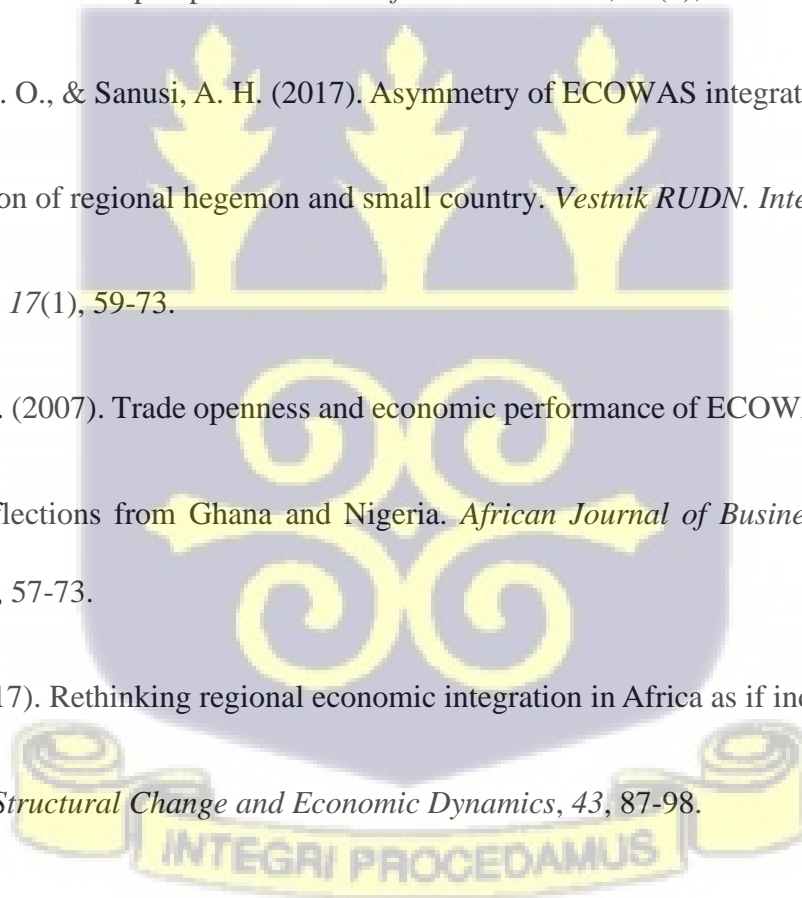 . O., & Sanusi, A. H. (2017). Asymmetry of ECOWAS integrat
on of regional hegemon and small country. Vestnik RUDN. Inte
17(1), 59-73.
. (2007). Trade openness and economic performance of ECOWA
flections from Ghana and Nigeria. African Journal of Busine
, 57-73.
17). Rethinking regional economic integration in Africa as if ind
Structural Change and Economic Dynamics, 43, 87-98.
INTEGRI PROCEDAMUS